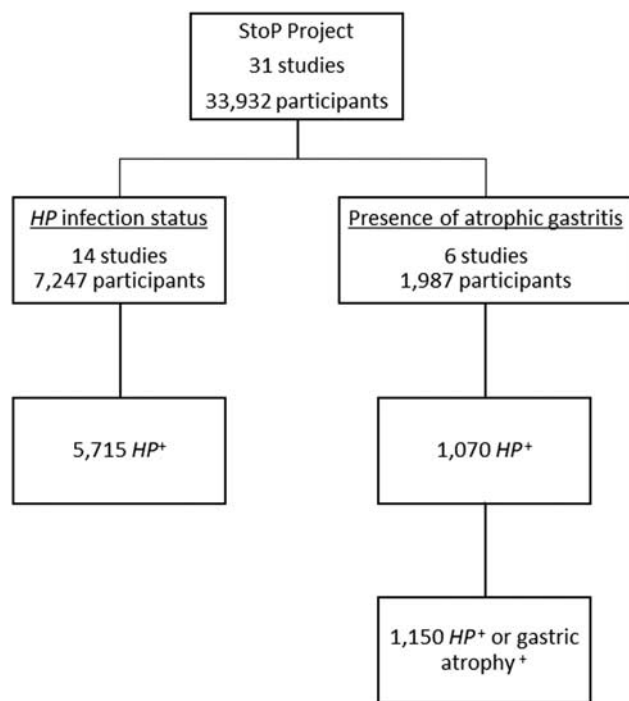 StoP Project
31 studies
33,932 participants
HP infection status
14 studies
7,247 participants
Presence of atrophic gastritis
6 studies
1,987 participants
5,715 HP⁺
1,070 HP⁺
1,150 HP⁺ or gastric
atrophy ⁺